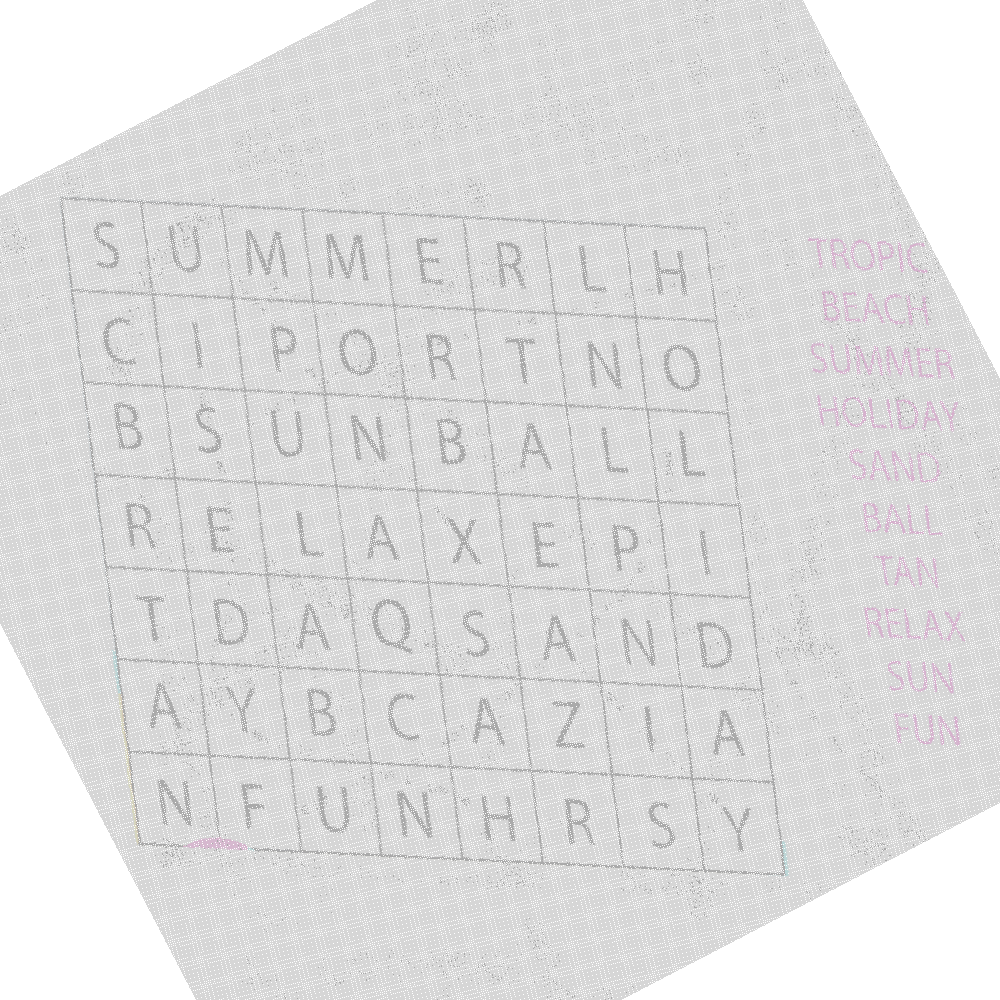 S U M M E R L H
C I P O R T N O
B S U N B A L L
R E L A X E P I
T D A Q S A N D
A Y B C A Z I A
N F U N H R S Y
TROPIC
BEACH
SUMMER
HOLIDAY
SAND
BALL
TAN
RELAX
SUN
FUN